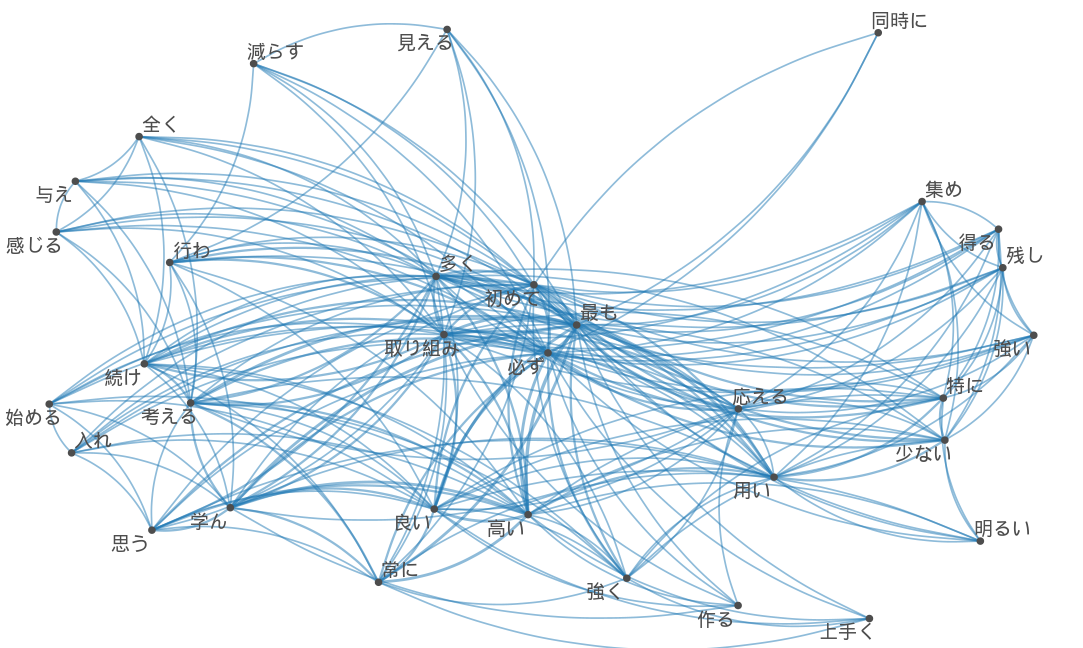 同時に
見える
減らす
全く
集め
与え
得る
感じる
行わ
残し
多く
初めて
最も
取り組み
強い
必ず
続け
特に
応える
始める
考える
入れ
少ない
用い
学ん
良い
高い
明るい
思う
常に
強く
作る
上手く